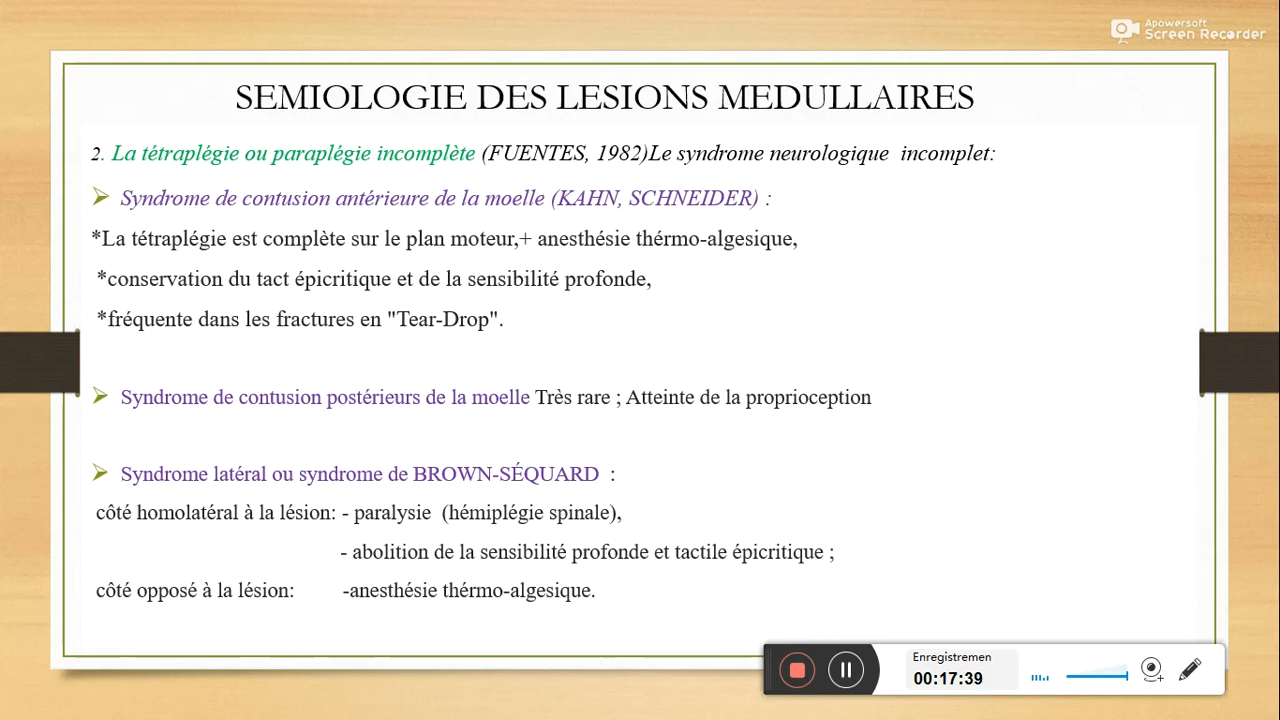 Apowersoft
Screen Recorder
SEMIOLOGIE DES LESIONS MEDULLAIRES
2. La tétraplégie ou paraplégie incomplète (FUENTES, 1982)Le syndrome neurologique incomplet:
Syndrome de contusion antérieure de la moelle (KAHN, SCHNEIDER) :
*La tétraplégie est complète sur le plan moteur,+ anesthésie thérmo-algesique,
*conservation du tact épicritique et de la sensibilité profonde,
*fréquente dans les fractures en "Tear-Drop".
Syndrome de contusion postérieurs de la moelle Très rare ; Atteinte de la proprioception
Syndrome latéral ou syndrome de BROWN-SÉQUARD :
côté homolatéral à la lésion: - paralysie (hémiplégie spinale),
- abolition de la sensibilité profonde et tactile épicritique ;
côté opposé à la lésion: -anesthésie thérmo-algesique.
Enregistremen
00:17:39